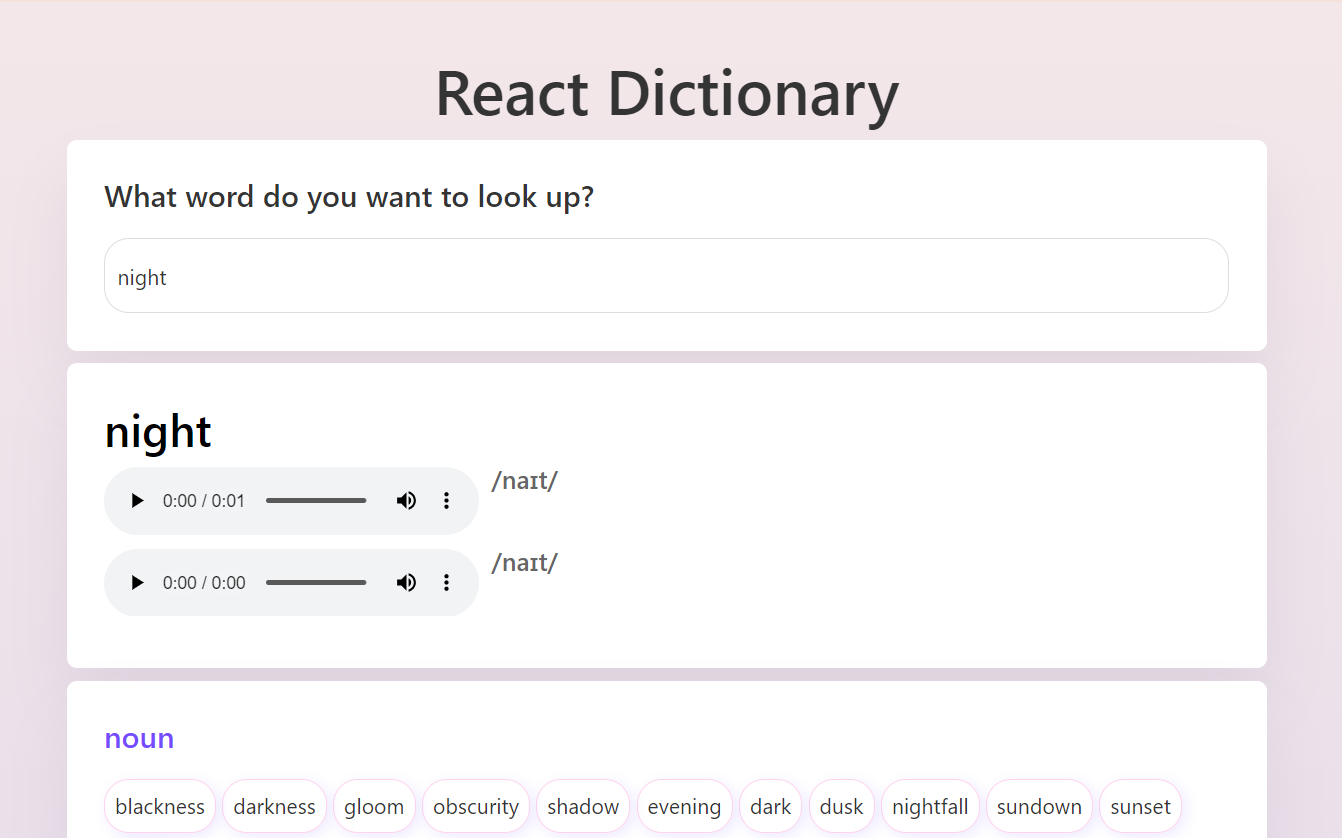 React Dictionary
What word do you want to look up?
night
night
0:00 / 0:01
/naɪt/
0:00 / 0:00
/naɪt/
noun
blackness darkness gloom obscurity shadow evening dark dusk nightfall sundown sunset